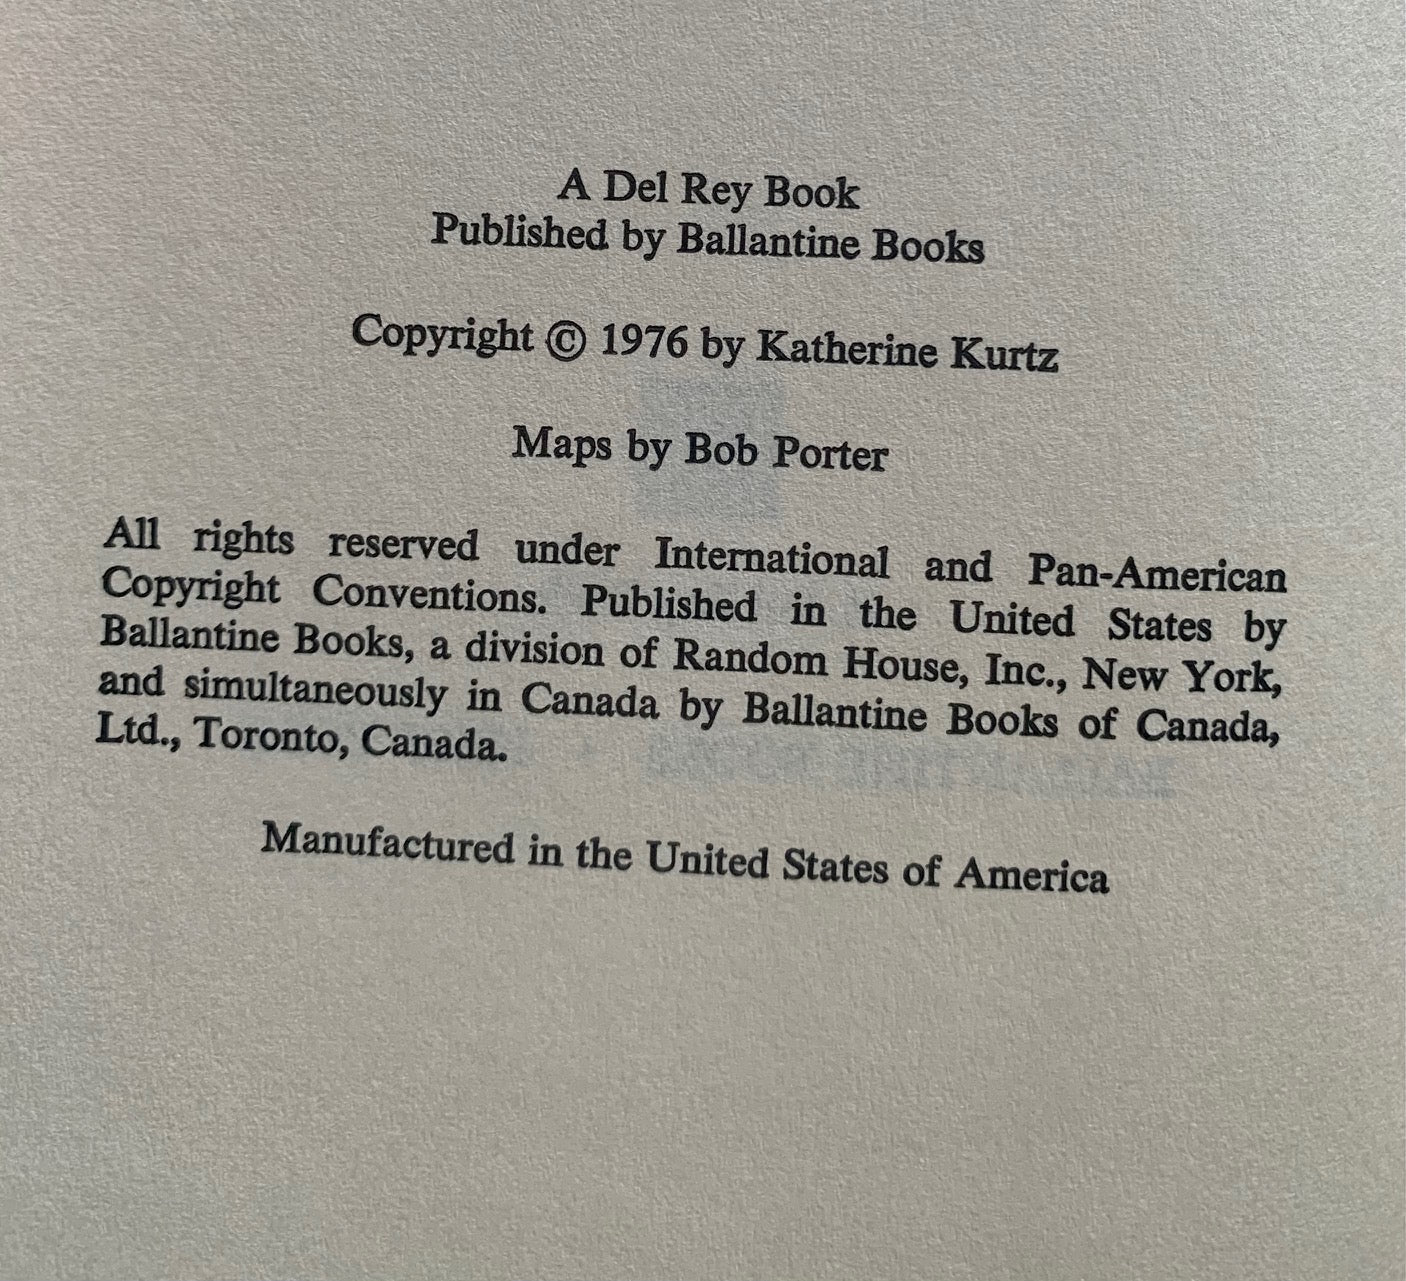 A Del Rey Book
Published by Ballantine Books
Copyright © 1976 by Katherine Kurtz
Maps by Bob Porter
All rights reserved under International and Pan-American
Copyright Conventions. Published in the United States by
Ballantine Books, a division of Random House, Inc., New York,
and simultaneously in Canada by Ballantine Books of Canada,
Ltd., Toronto, Canada.
Manufactured in the United States of America